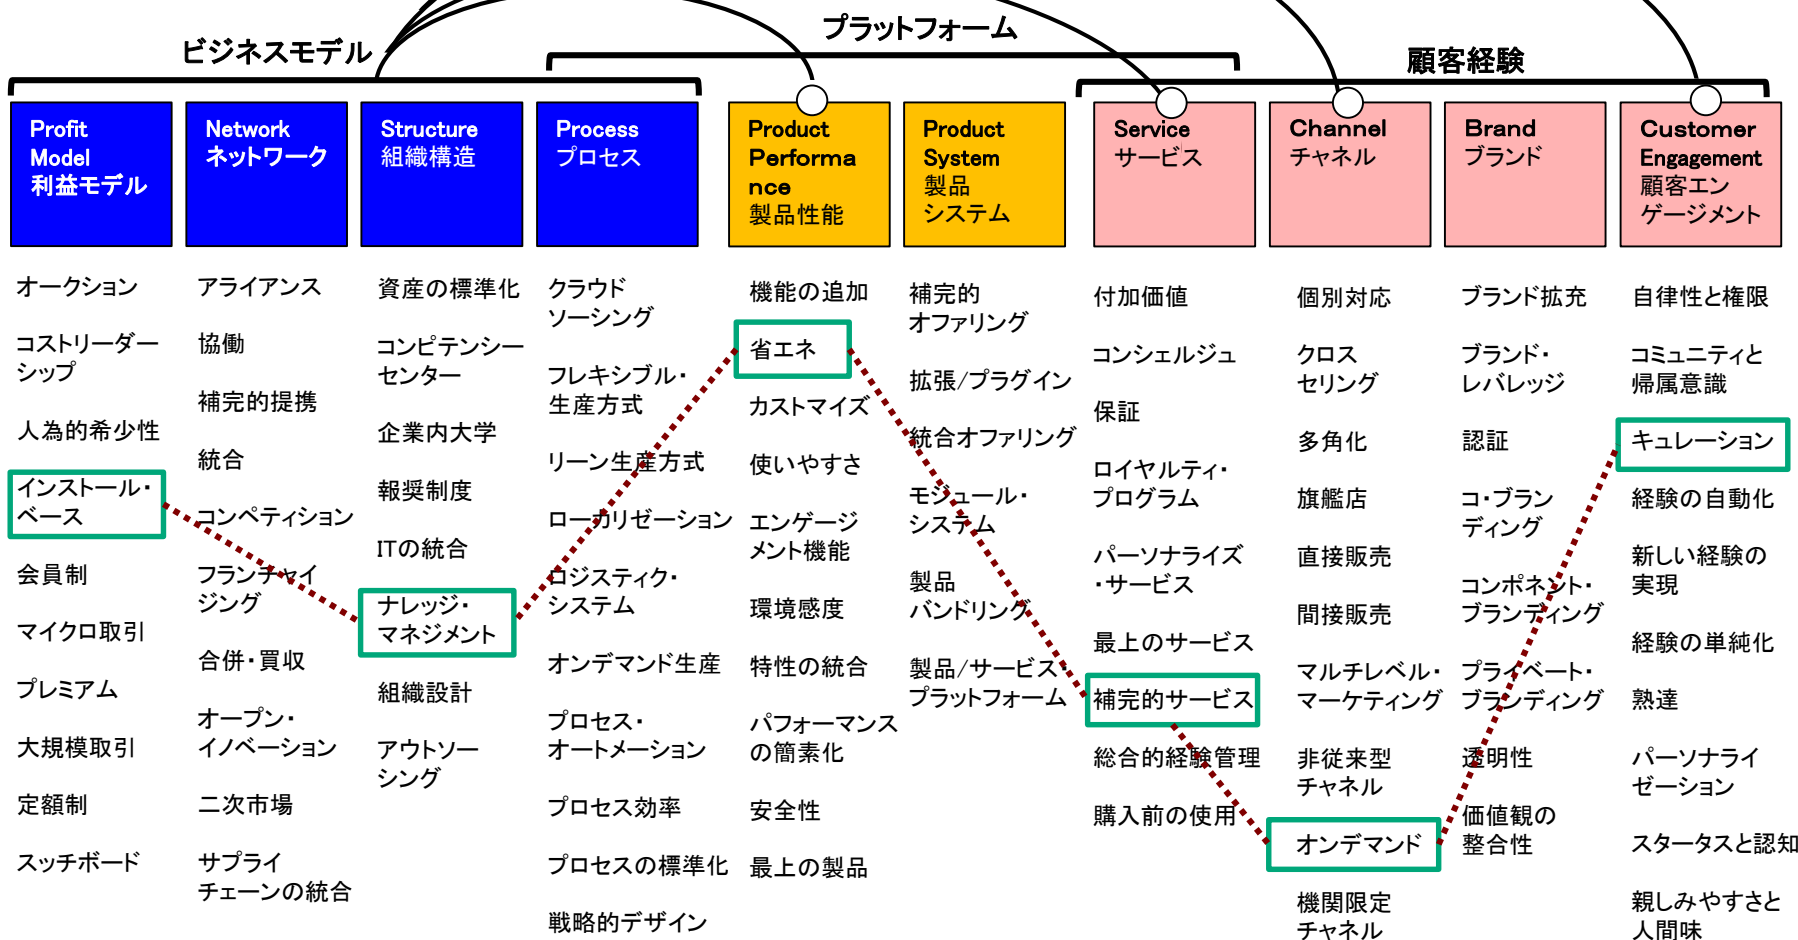 プラットフォーム
ビジネスモデル
顧客経験
Profit
Model
利益モデル
Network
ネットワーク
Structure
組織構造
Process
プロセス
Product
Performa
nce
製品性能
Product
System
製品
システム
Service
サービス
Channel
チャネル
Brand
ブランド
Customer
Engagement
顧客エン
ゲージメント
オークション
コストリーダー
シップ
人為的希少性
インストール・
ベース
会員制
マイクロ取引
プレミアム
大規模取引
定額制
スッチボード
アライアンス
協働
補完的提携
統合
コンペティション
フランチャイ
ジング
合併・買収
オープン・
イノベーション
二次市場
サプライ
チェーンの統合
資産の標準化
コンピテンシー
センター
企業内大学
報奨制度
ITの統合
ナレッジ・
マネジメント
組織設計
アウトソー
シング
クラウド
ソーシング
フレキシブル・
生産方式
リーン生産方式
ローカリゼーション
ロジスティク・
システム
オンデマンド生産
プロセス・
オートメーション
プロセス効率
プロセスの標準化
戦略的デザイン
機能の追加
省エネ
カストマイズ
使いやすさ
エンゲージ
メント機能
環境感度
特性の統合
パフォーマンス
の簡素化
安全性
最上の製品
補完的
オファリング
拡張/プラグイン
統合オファリング
モジュール・
システム
製品
バンドリング
製品/サービス・
プラットフォーム
付加価値
コンシェルジュ
保証
ロイヤルティ・
プログラム
パーソナライズ
・サービス
最上のサービス
補完的サービス
総合的経験管理
購入前の使用
個別対応
クロス
セリング
多角化
旗艦店
直接販売
間接販売
マルチレベル・
マーケティング
非従来型
チャネル
オンデマンド
機関限定
チャネル
ブランド拡充
ブランド・
レバレッジ
認証
コ・ブラン
ディング
コンポネント・
ブランディング
プライベート・
ブランディング
透明性
価値観の
整合性
自律性と権限
コミュニティと
帰属意識
キュレーション
経験の自動化
新しい経験の
実現
経験の単純化
熟達
パーソナライ
ゼーション
スタータスと認知
親しみやすさと
人間味